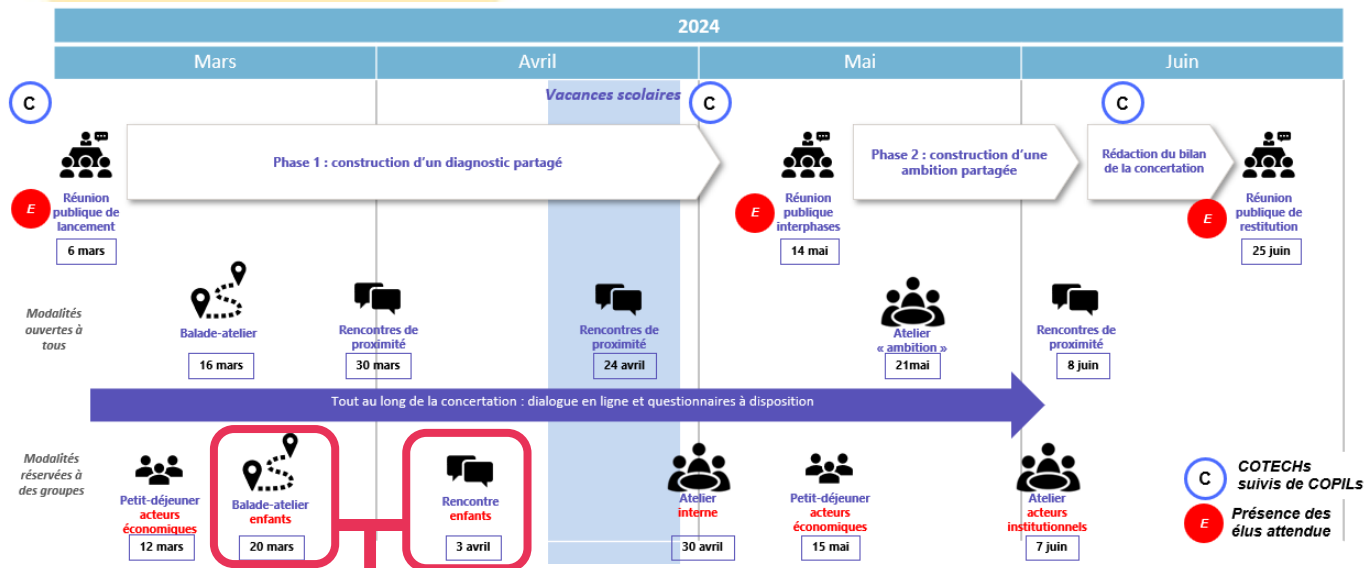 2024
Mars
Avril
Mai
Juin
Vacances scolaires
C
C
C
Phase 1 : construction d'un diagnostic partagé
Phase 2 : construction d'une
ambition partagée
Rédaction du bilan
de la concertation
E
Réunion
publique de
lancement
6 mars
E
Réunion
publique
interphases
14 mai
E
Réunion
publique de
restitution
25 juin
Modalités
ouvertes à
tous
Balade-atelier
16 mars
Rencontres de
proximité
30 mars
Rencontres de
proximité
24 avril
Atelier
« ambition »
21mai
Rencontres de
proximité
8 juin
Tout au long de la concertation : dialogue en ligne et questionnaires à disposition
Modalités
réservées à
des groupes
Petit-déjeuner
acteurs
économiques
12 mars
Balade-atelier
enfants
20 mars
Rencontre
enfants
3 avril
Atelier
interne
30 avril
Petit-déjeuner
acteurs
économiques
15 mai
Atelier
acteurs
institutionnels
7 juin
C
COTECHs
suivis de COPILs
E
Présence des
élus attendue